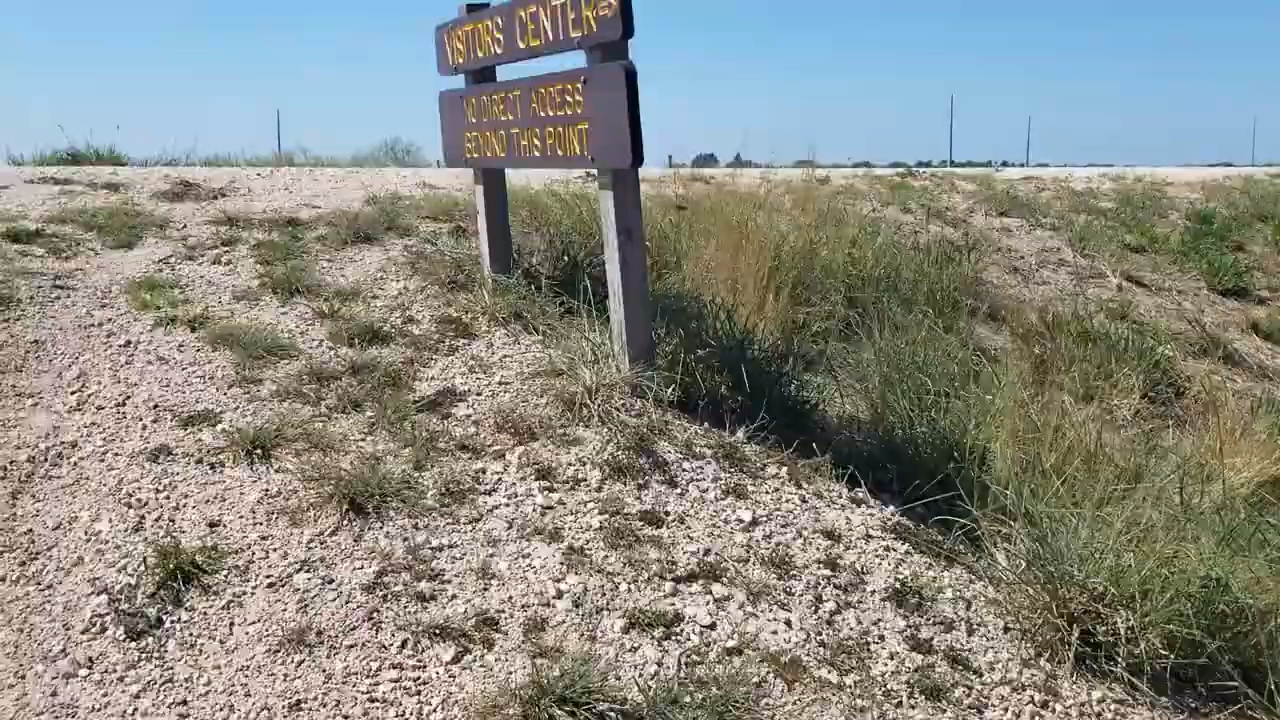 VISITORS' CENTER⇨
NO DIRECT ACCESS
BEYOND THIS POINT